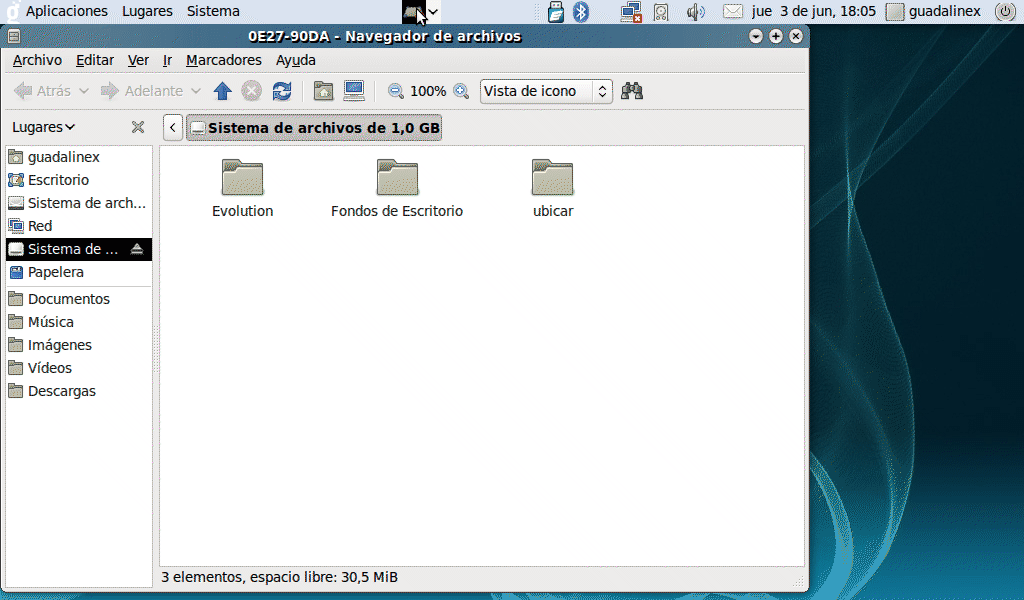 Aplicaciones Lugares Sistema jue 3 de jun, 18:05 guadalinex
0E27-90DA - Navegador de archivos
Archivo Editar Ver Ir Marcadores Ayuda
Atrás Adelante 100% Vista de icono
Lugares Sistema de archivos de 1,0 GB
guadalinex
Escritorio
Sistema de arch...
Red
Sistema de ...
Papelera
Documentos
Música
Imágenes
Vídeos
Descargas
Evolution Fondos de Escritorio ubicar
3 elementos, espacio libre: 30,5 MiB